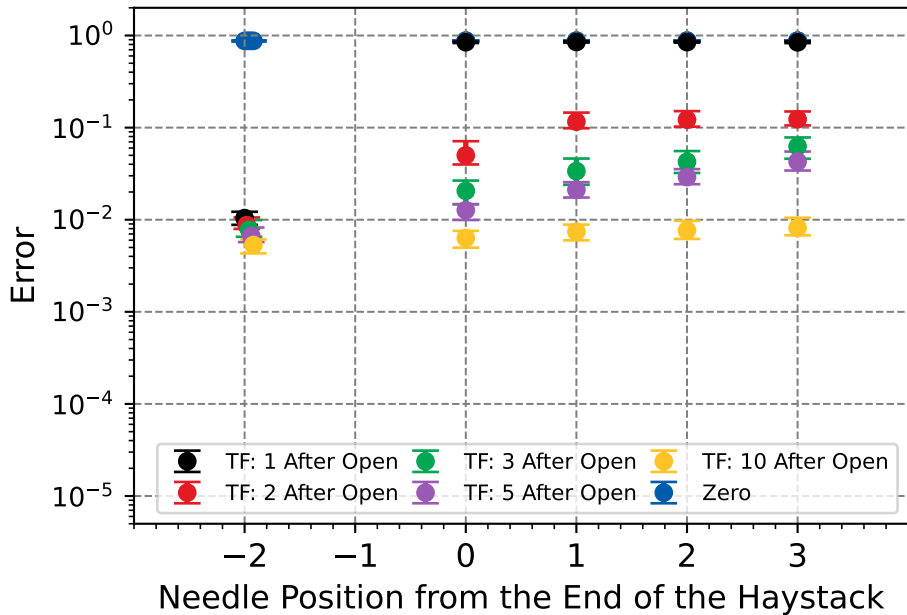 10⁰
10⁻¹
10⁻²
10⁻³
10⁻⁴
10⁻⁵
Error
TF: 1 After Open
TF: 2 After Open
TF: 3 After Open
TF: 5 After Open
TF: 10 After Open
Zero
−2 −1 0 1 2 3
Needle Position from the End of the Haystack